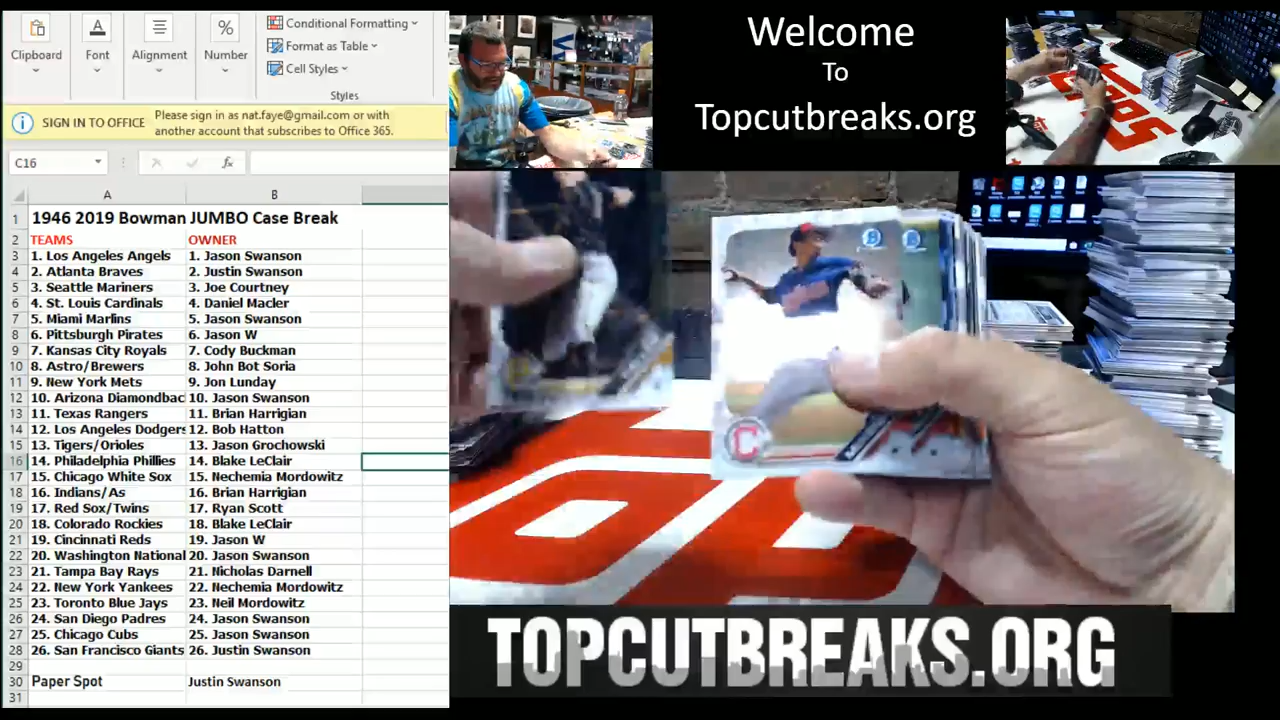 Clipboard
Font
Alignment
Number
Conditional Formatting
Format as Table
Cell Styles
Styles
SIGN IN TO OFFICE
Please sign in as nat.faye@gmail.com or with
another account that subscribes to Office 365.
C16
fx
A B
1 1946 2019 Bowman JUMBO Case Break
2 TEAMS OWNER
3 1. Los Angeles Angels 1. Jason Swanson
4 2. Atlanta Braves 2. Justin Swanson
5 3. Seattle Mariners 3. Joe Courtney
6 4. St. Louis Cardinals 4. Daniel Macler
7 5. Miami Marlins 5. Jason Swanson
8 6. Pittsburgh Pirates 6. Jason W
9 7. Kansas City Royals 7. Cody Buckman
10 8. Astro/Brewers 8. John Bot Soria
11 9. New York Mets 9. Jon Lunday
12 10. Arizona Diamondbac 10. Jason Swanson
13 11. Texas Rangers 11. Brian Harrigian
14 12. Los Angeles Dodgers 12. Bob Hatton
15 13. Tigers/Orioles 13. Jason Grochowski
16 14. Philadelphia Phillies 14. Blake LeClair
17 15. Chicago White Sox 15. Nechemia Mordowitz
18 16. Indians/As 16. Brian Harrigian
19 17. Red Sox/Twins 17. Ryan Scott
20 18. Colorado Rockies 18. Blake LeClair
21 19. Cincinnati Reds 19. Jason W
22 20. Washington National 20. Jason Swanson
23 21. Tampa Bay Rays 21. Nicholas Darnell
24 22. New York Yankees 22. Nechemia Mordowitz
25 23. Toronto Blue Jays 23. Neil Mordowitz
26 24. San Diego Padres 24. Jason Swanson
27 25. Chicago Cubs 25. Jason Swanson
28 26. San Francisco Giants 26. Justin Swanson
29
30 Paper Spot Justin Swanson
31
Welcome
To
Topcutbreaks.org
C
TOPCUTBREAKS.ORG